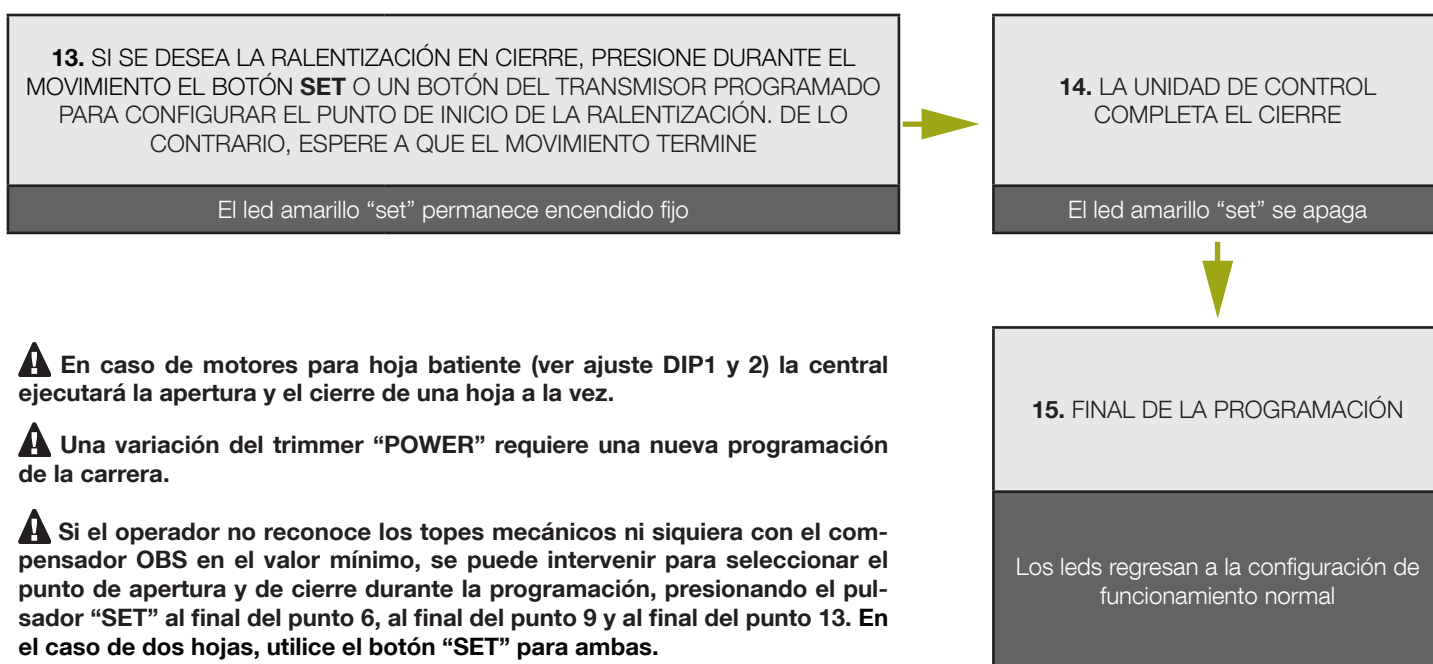 13. SI SE DESEA LA RALENTIZACIÓN EN CIERRE, PRESIONE DURANTE EL
MOVIMIENTO EL BOTÓN SET O UN BOTÓN DEL TRANSMISOR PROGRAMADO
PARA CONFIGURAR EL PUNTO DE INICIO DE LA RALENTIZACIÓN. DE LO
CONTRARIO, ESPERE A QUE EL MOVIMIENTO TERMINE
El led amarillo “set” permanece encendido fijo
14. LA UNIDAD DE CONTROL
COMPLETA EL CIERRE
El led amarillo “set” se apaga
En caso de motores para hoja batiente (ver ajuste DIP1 y 2) la central
ejecutará la apertura y el cierre de una hoja a la vez.
Una variación del trimmer “POWER” requiere una nueva programación
de la carrera.
Si el operador no reconoce los topes mecánicos ni siquiera con el com-
pensador OBS en el valor mínimo, se puede intervenir para seleccionar el
punto de apertura y de cierre durante la programación, presionando el pul-
sador “SET” al final del punto 6, al final del punto 9 y al final del punto 13. En
el caso de dos hojas, utilice el botón “SET” para ambas.
15. FINAL DE LA PROGRAMACIÓN
Los leds regresan a la configuración de
funcionamiento normal